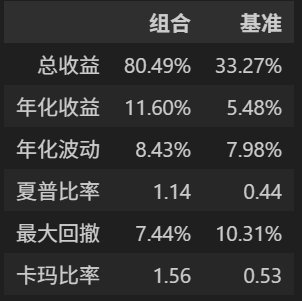 组合 基准
总收益 80.49% 33.27%
年化收益 11.60% 5.48%
年化波动 8.43% 7.98%
夏普比率 1.14 0.44
最大回撤 7.44% 10.31%
卡玛比率 1.56 0.53